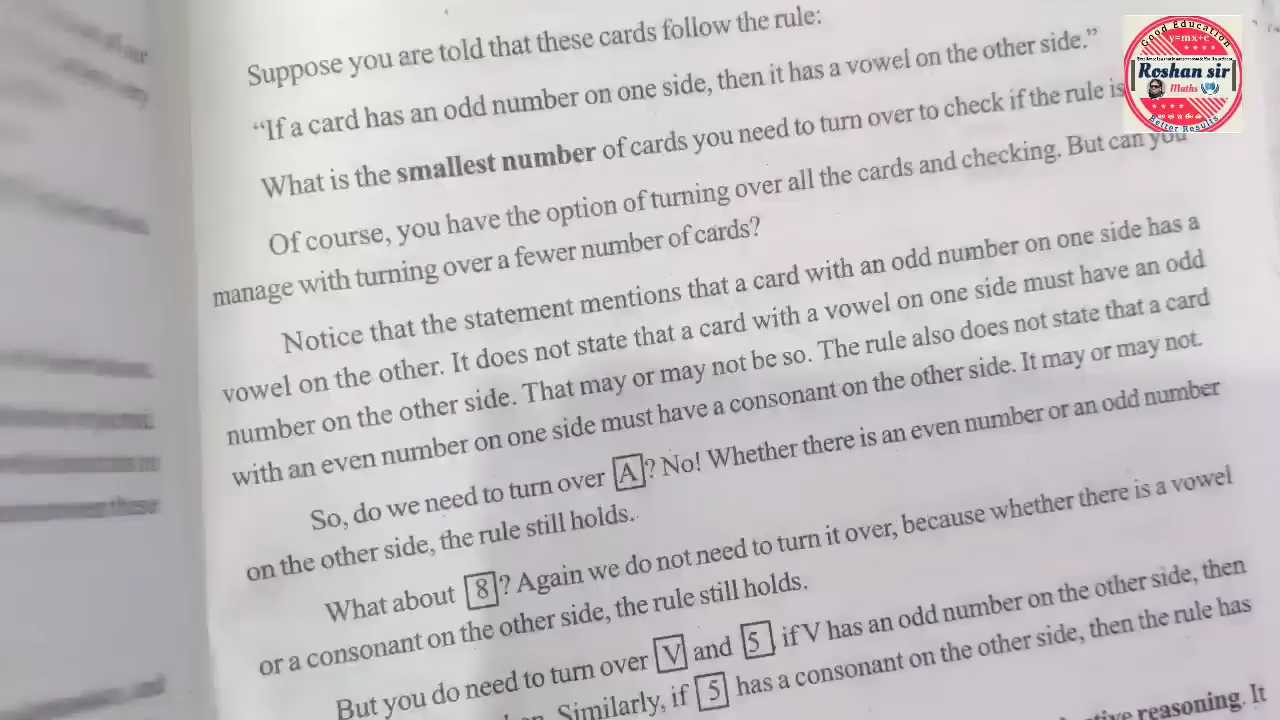 Suppose you are told that these cards follow the rule:
“If a card has an odd number on one side, then it has a vowel on the other side.”
What is the smallest number of cards you need to turn over to check if the rule is
Of course, you have the option of turning over all the cards and checking. But can you
manage with turning over a fewer number of cards?
Notice that the statement mentions that a card with an odd number on one side has a
vowel on the other. It does not state that a card with a vowel on one side must have an odd
number on the other side. That may or may not be so. The rule also does not state that a card
with an even number on one side must have a consonant on the other side. It may or may not.
So, do we need to turn over A? No! Whether there is an even number or an odd number
on the other side, the rule still holds.
What about 8? Again we do not need to turn it over, because whether there is a vowel
or a consonant on the other side, the rule still holds.
But you do need to turn over V and 5. if V has an odd number on the other side, then
Similarly, if 5 has a consonant on the other side, then the rule has
reasoning. It
Good Education
y=mx+c
Roshan sir
Maths
Better Results